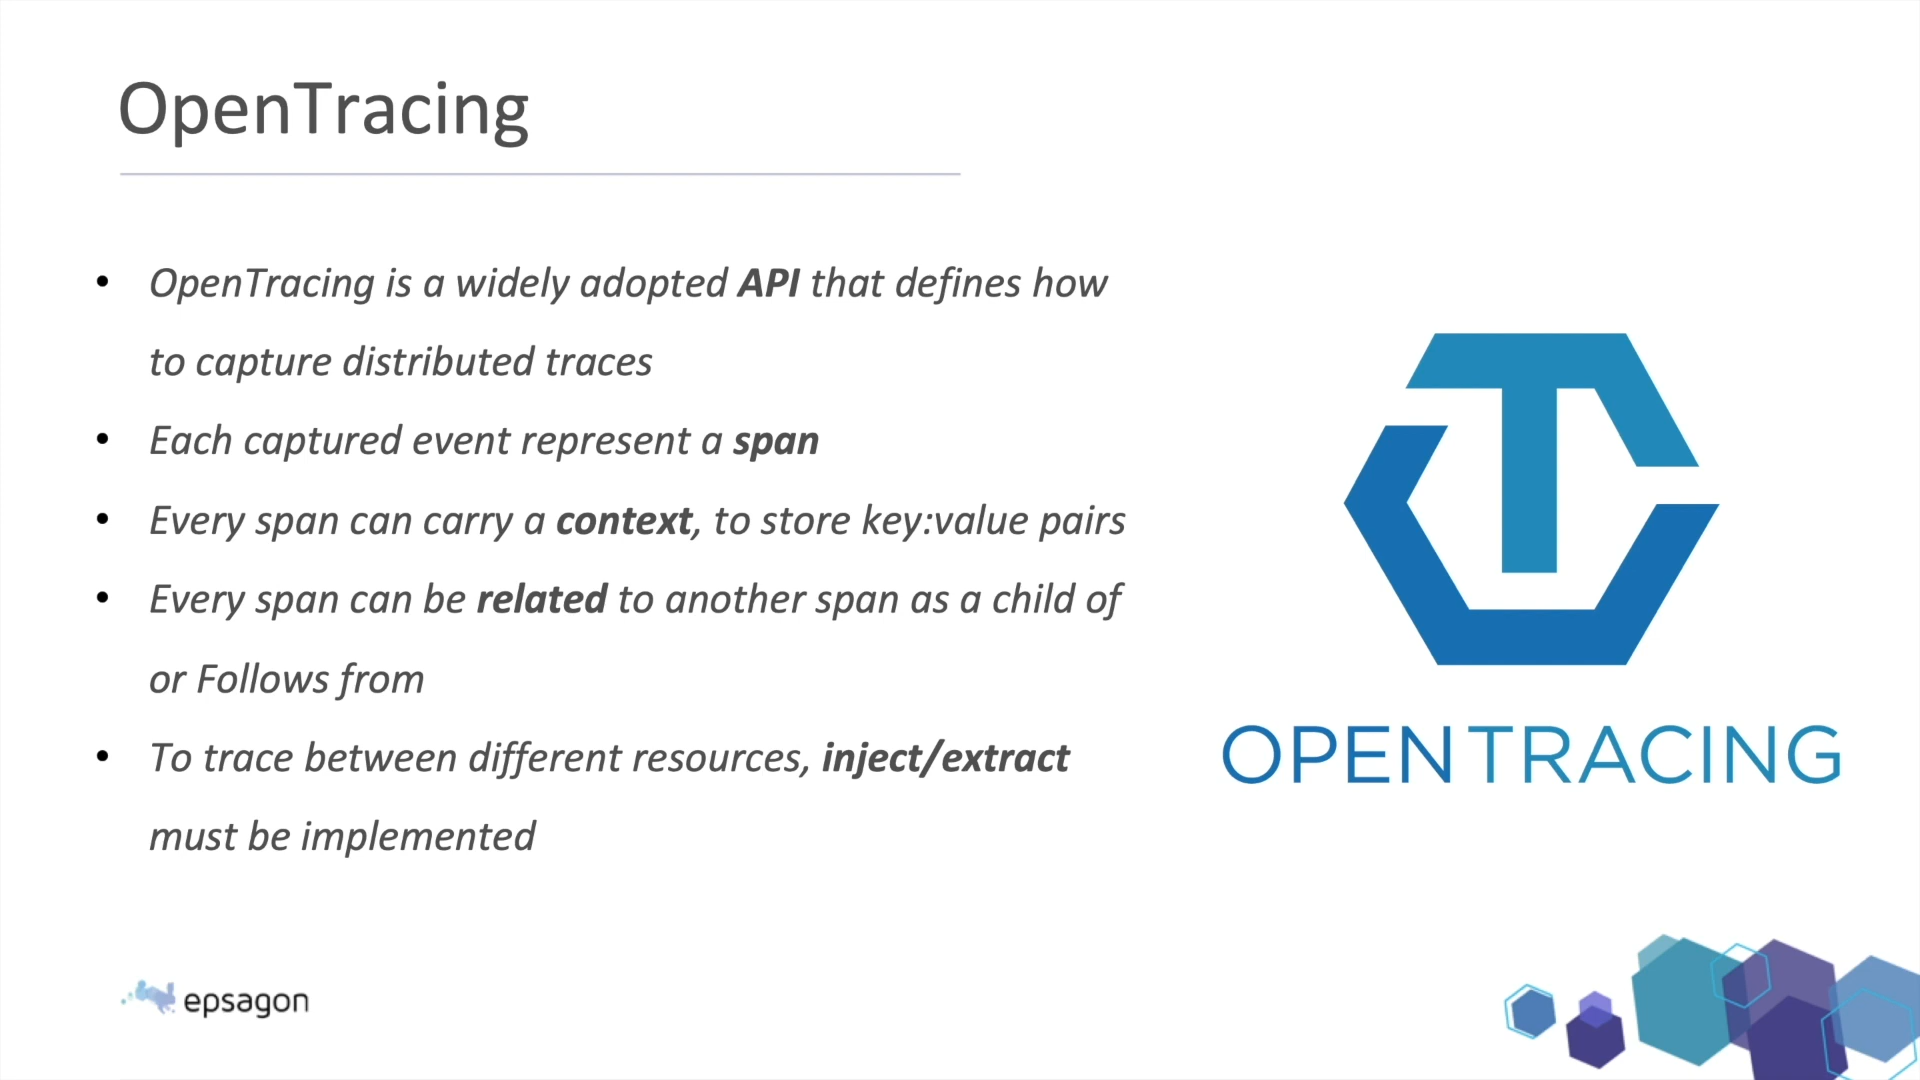 OpenTracing
• OpenTracing is a widely adopted API that defines how
to capture distributed traces
• Each captured event represent a span
• Every span can carry a context, to store key:value pairs
• Every span can be related to another span as a child of
or Follows from
• To trace between different resources, inject/extract
must be implemented
OPENTRACING
epsagon